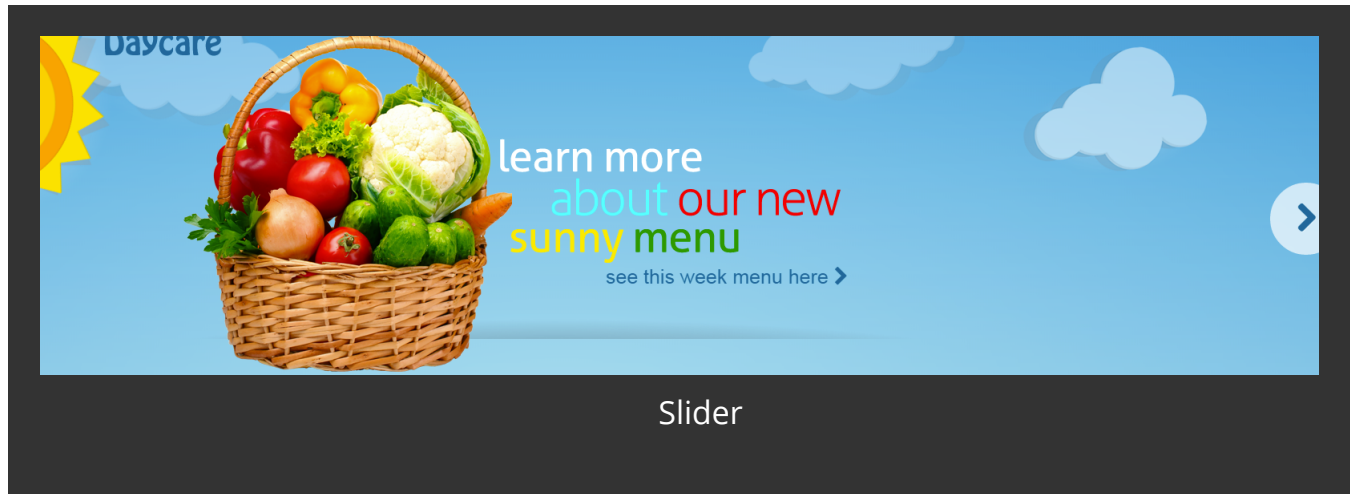 Daycare
learn more
about our new
sunny menu
see this week menu here
Slider